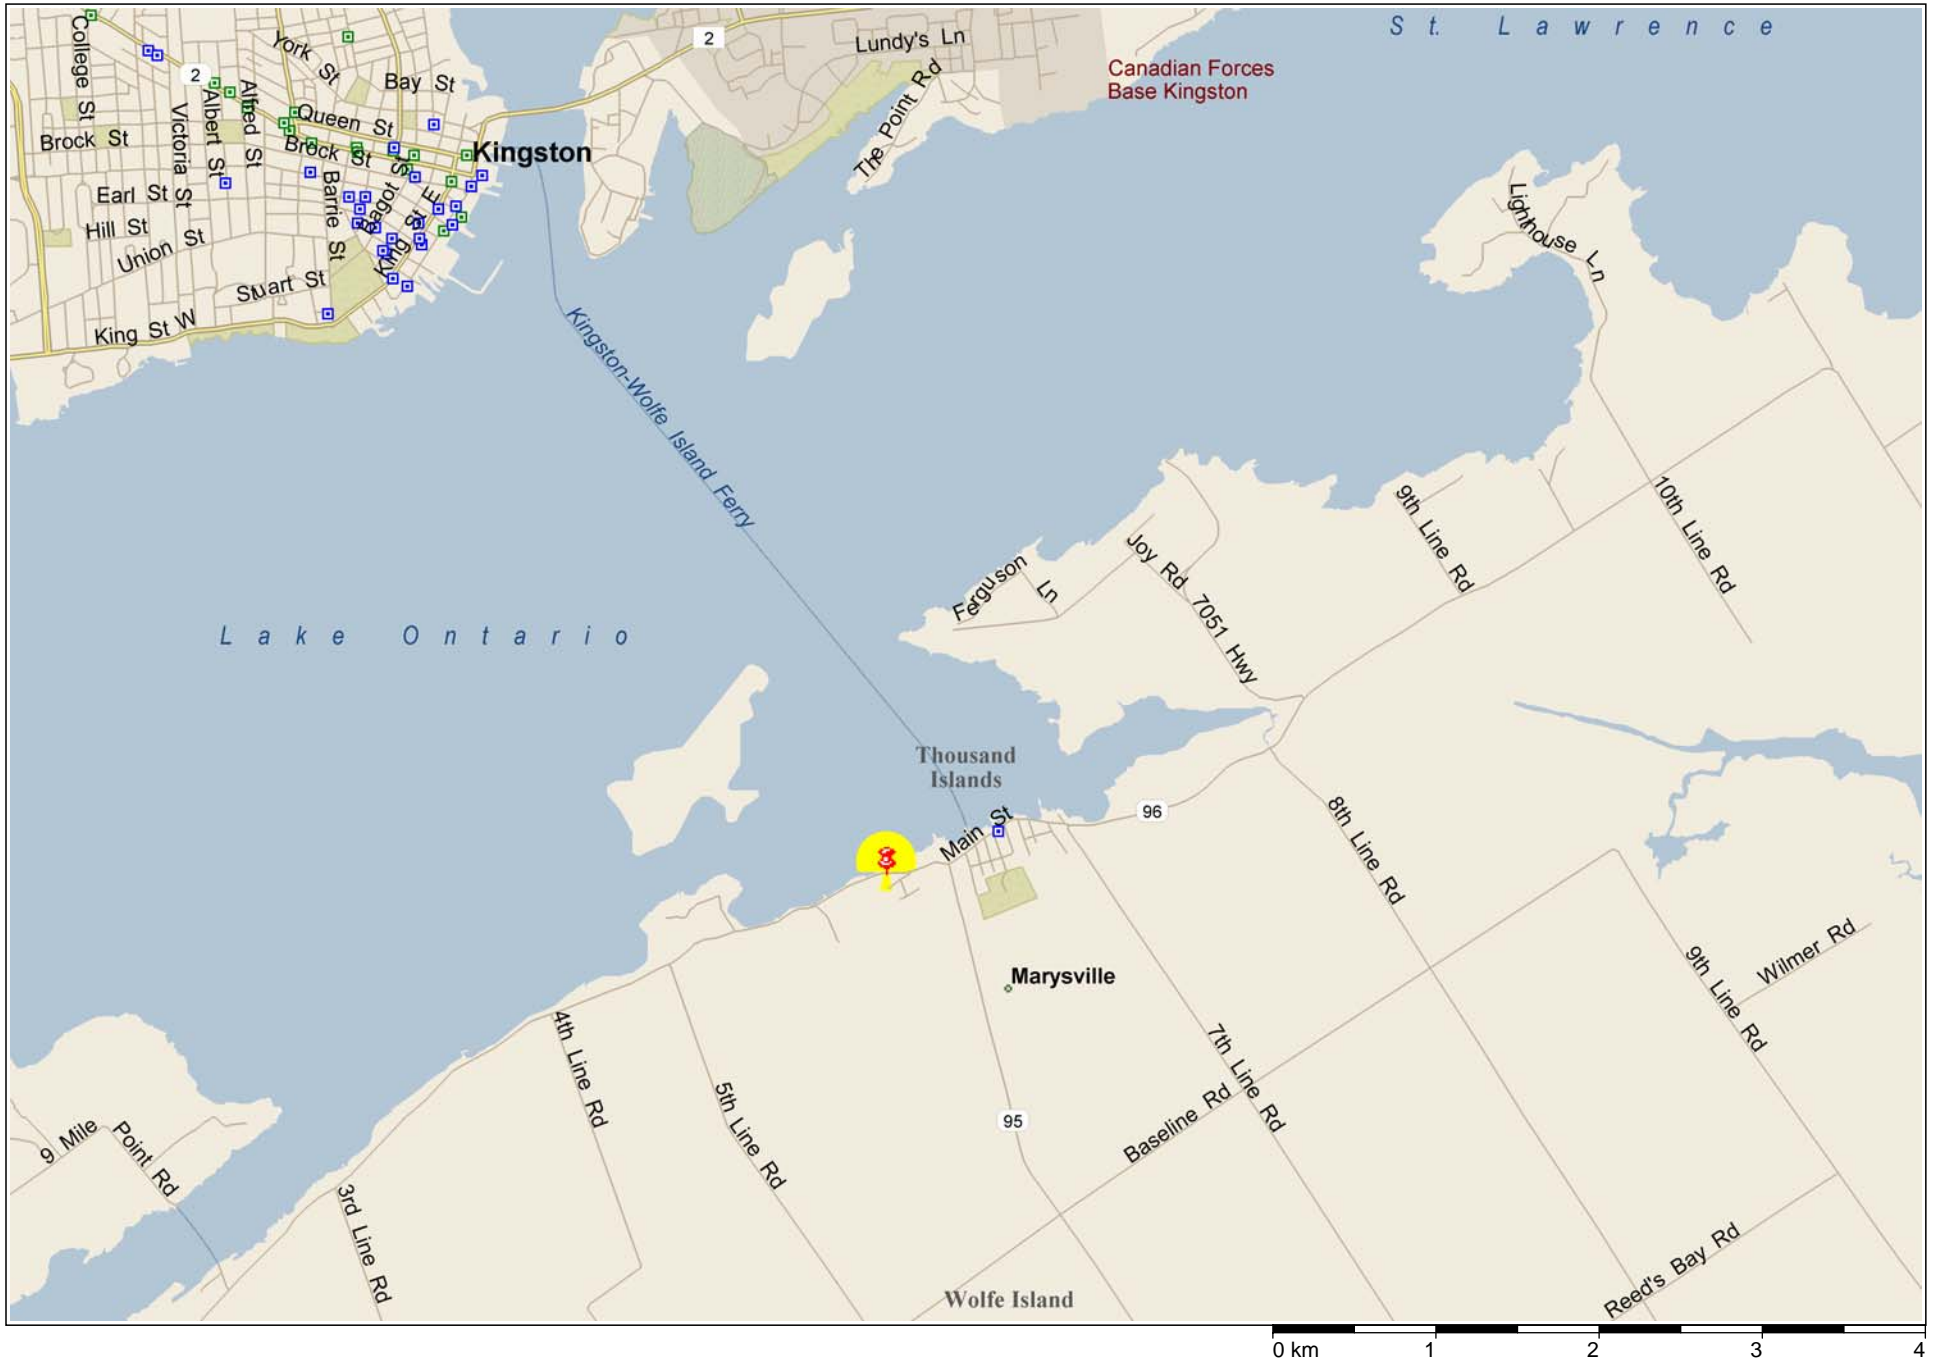 St. Lawrence
College St
York St
2
Lundy's Ln
Canadian Forces
Base Kingston
2
Bay St
The Point Rd
Albert St
Alfred St
Victoria St
Queen St
Brock St
Brock St
Kingston
Earl St
Barrie St
Bagot St
King St E
Hill St
Union St
Stuart St
King St W
Lighthouse Ln
Kingston-Wolfe Island Ferry
9th Line Rd
10th Line Rd
Joy Rd
Ferguson Ln
7051 Hwy
Lake Ontario
Thousand
Islands
Main St
96
8th Line Rd
Marysville
9th Line Rd
Wilmer Rd
4th Line Rd
5th Line Rd
7th Line Rd
95
Baseline Rd
9 Mile Point Rd
3rd Line Rd
Reed's Bay Rd
Wolfe Island
0 km 1 2 3 4